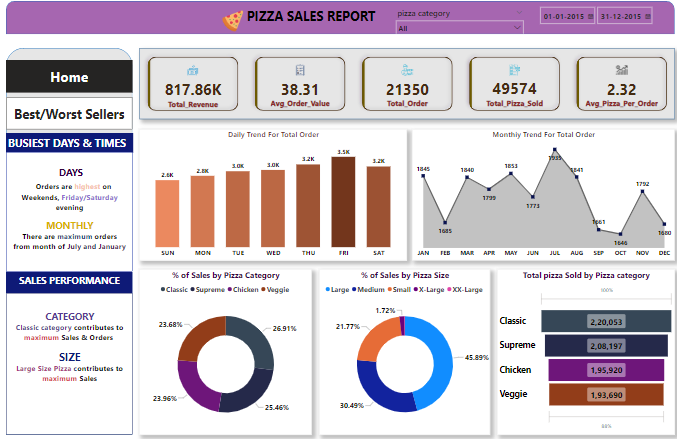 PIZZA SALES REPORT
pizza category
All
01-01-2015
31-12-2015
Home
Best/Worst Sellers
BUSIEST DAYS & TIMES
DAYS
Orders are highest on
Weekends, Friday/Saturday
evening
MONTHLY
There are maximum orders
from month of July and January
SALES PERFORMANCE
CATEGORY
Classic category contributes to
maximum Sales & Orders
SIZE
Large Size Pizza contributes to
maximum Sales
817.86K
Total_Revenue
38.31
Avg_Order_Value
21350
Total_Order
49574
Total_Pizza_Sold
2.32
Avg_Pizza_Per_Order
Daily Trend For Total Order
2.6K
2.8K
3.0K
3.0K
3.2K
3.5K
3.2K
SUN MON TUE WED THU FRI SAT
Monthly Trend For Total Order
1845
1685
1840
1799
1853
1773
1935
1841
1661
1646
1792
1680
JAN FEB MAR APR MAY JUN JUL AUG SEP OCT NOV DEC
% of Sales by Pizza Category
Classic Supreme Chicken Veggie
23.68%
26.91%
23.96%
25.46%
% of Sales by Pizza Size
Large Medium Small X-Large XX-Large
1.72%
21.77%
45.89%
30.49%
Total pizza Sold by Pizza category
100%
Classic 2,20,053
Supreme 2,08,197
Chicken 1,95,920
Veggie 1,93,690
88%